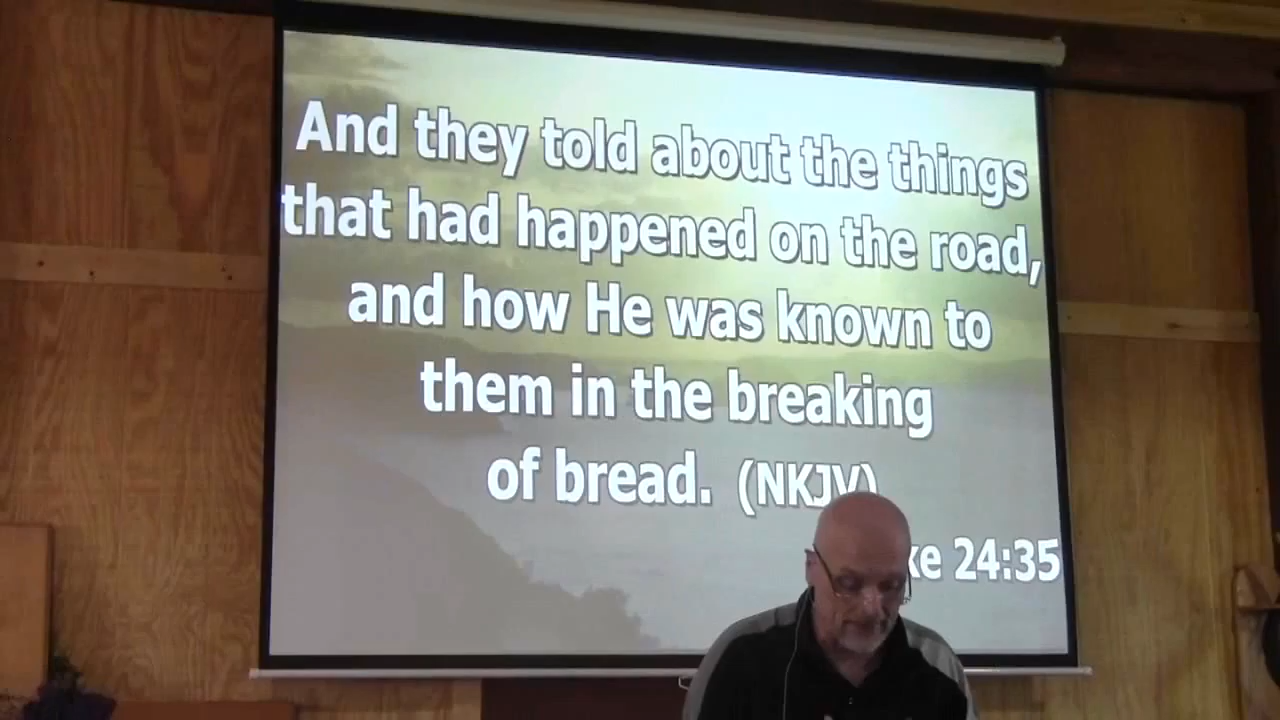 And they told about the things
that had happened on the road,
and how He was known to
them in the breaking
of bread. (NKJV)
24:35